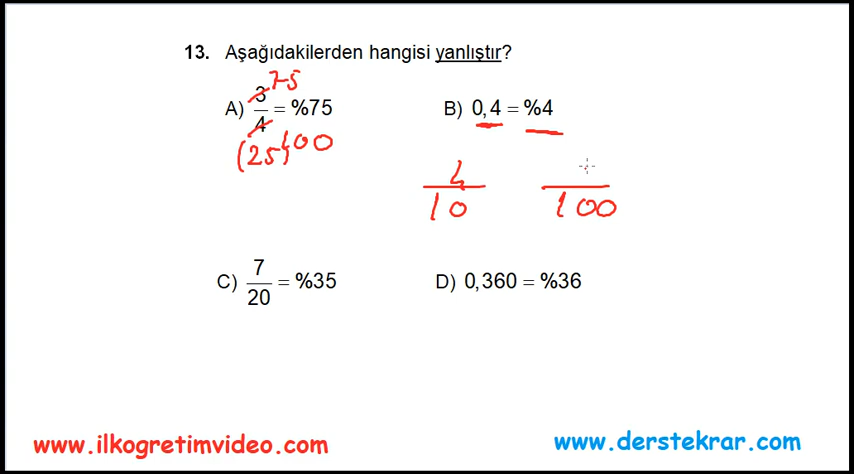 13. Aşağıdakilerden hangisi yanlıştır?
75
A) 3/4 = %75
B) 0,4 = %4
(25) 100
4/10
/100
C) 7/20 = %35
D) 0,360 = %36
www.ilkogretimvideo.com
www.derstekrar.com